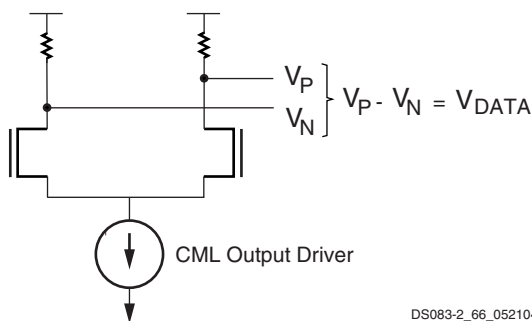 VP
VN
VP - VN = VDATA
CML Output Driver
DS083-2_66_052104